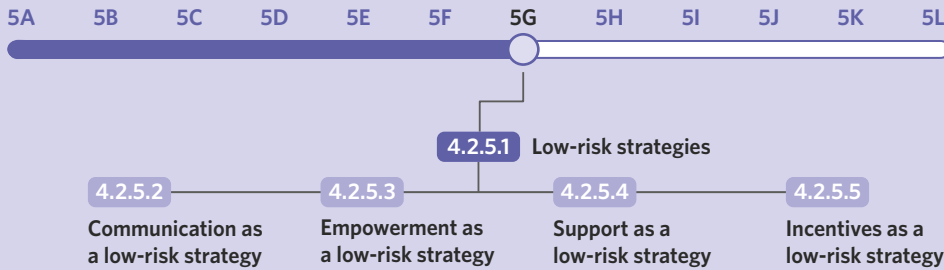 5A 5B 5C 5D 5E 5F 5G 5H 5I 5J 5K 5L
4.2.5.1 Low-risk strategies
4.2.5.2 4.2.5.3 4.2.5.4 4.2.5.5
Communication as
a low-risk strategy
Empowerment as
a low-risk strategy
Support as a
low-risk strategy
Incentives as a
low-risk strategy